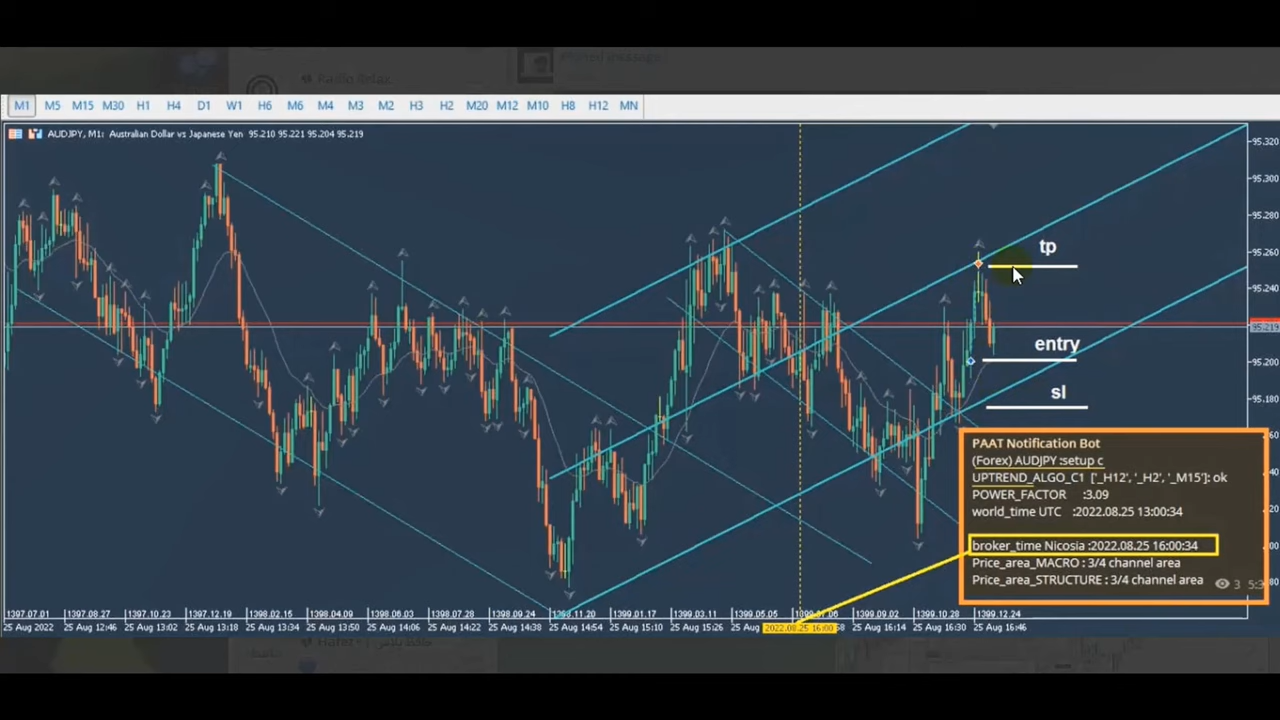 Pacific Relax
M1 M5 M15 M30 H1 H4 D1 W1 H6 M6 M4 M3 M2 H3 H2 M20 M12 M10 H8 H12 MN
AUDJPY, M1: Australian Dollar vs Japanese Yen 95.210 95.221 95.204 95.219
95.320
95.300
95.280
95.260
95.240
95.219
95.200
95.180
tp
entry
sl
PAAT Notification Bot
(Forex) AUDJPY :setup c
UPTREND_ALGO_C1 ['_H12', '_H2', '_M15']: ok
POWER_FACTOR :3.09
world_time UTC :2022.08.25 13:00:34
broker_time Nicosia :2022.08.25 16:00:34
Price_area_MACRO : 3/4 channel area
Price_area_STRUCTURE : 3/4 channel area
3
1397.07.01 1397.08.27 1397.10.23 1397.12.19 1398.02.15 1398.04.09 1398.06.03 1398.07.28 1398.09.24 1398.11.20 1399.01.17 1399.03.11 1399.05.05 1399.09.02 1399.10.28 1399.12.24
25 Aug 2022 25 Aug 12:46 25 Aug 13:02 25 Aug 13:18 25 Aug 13:34 25 Aug 13:50 25 Aug 14:06 25 Aug 14:22 25 Aug 14:38 25 Aug 14:54 25 Aug 15:10 25 Aug 15:26 25 Aug 2022.08.25 16:00 25 Aug 16:14 25 Aug 16:30 25 Aug 16:46